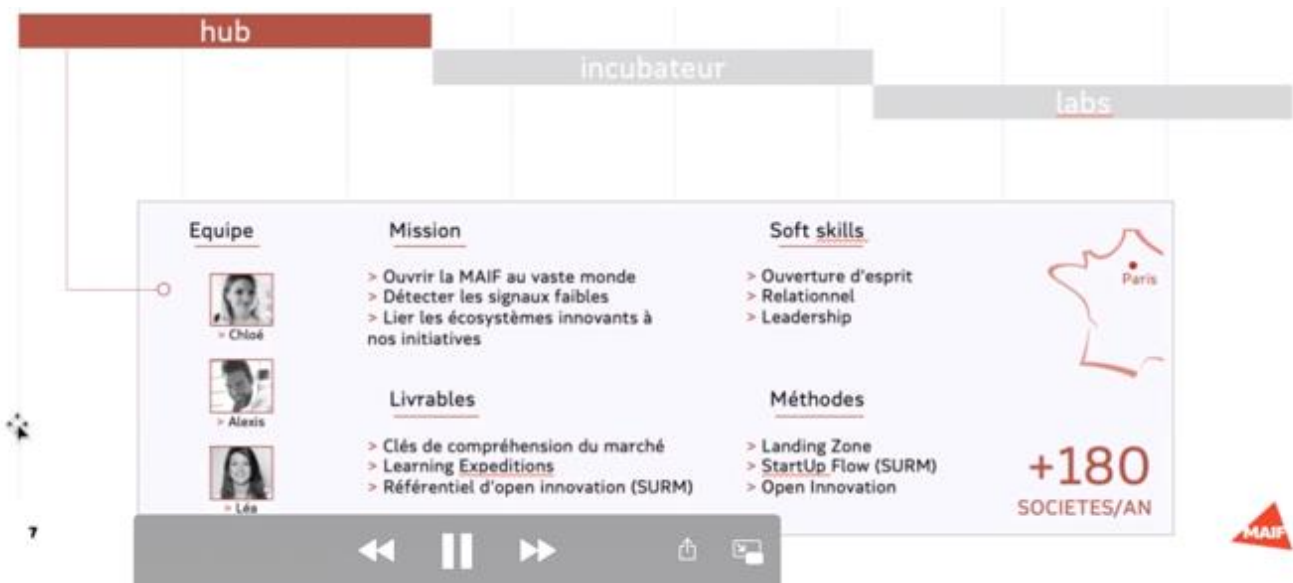 hub
incubateur
labs
Equipe
> Chloé
> Alexis
> Léa
Mission
> Ouvrir la MAIF au vaste monde
> Détecter les signaux faibles
> Lier les écosystèmes innovants à
nos initiatives
Livrables
> Clés de compréhension du marché
> Learning Expeditions
> Référentiel d'open innovation (SURM)
Soft skills
> Ouverture d'esprit
> Relationnel
> Leadership
Méthodes
> Landing Zone
> StartUp Flow (SURM)
> Open Innovation
Paris
+180
SOCIETES/AN
7
MAIF